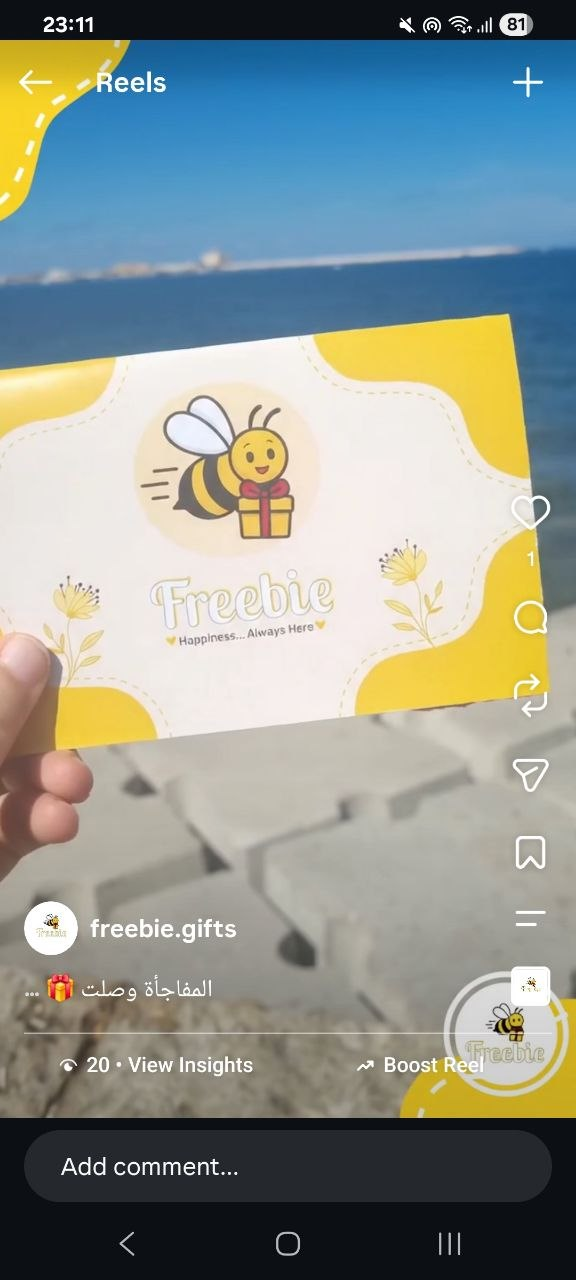 23:11
81
Reels
Freebie
Happiness... Always Here
1
freebie.gifts
المفاجأة وصلت 🎁 ...
20 • View Insights
Boost Reel
Freebie
Add comment...